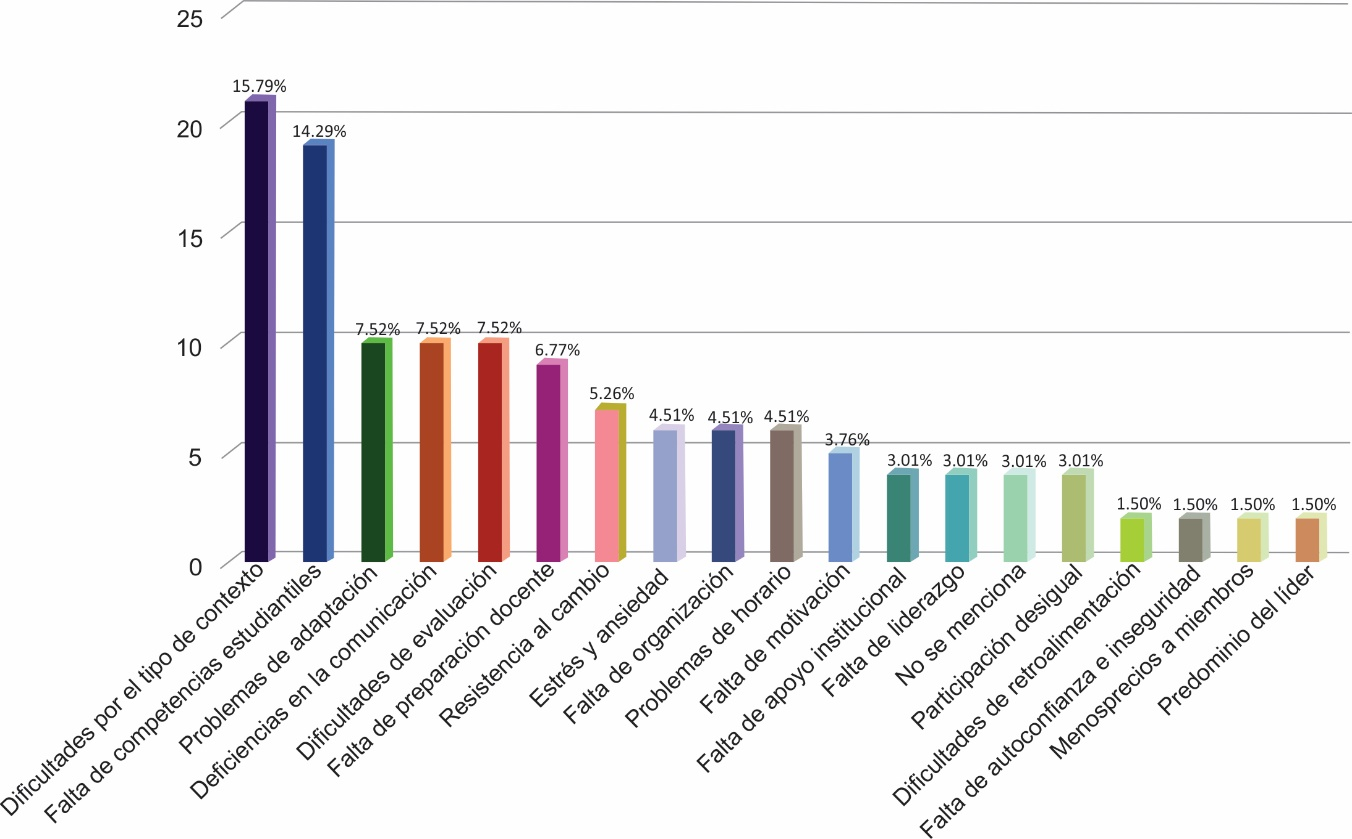 25
20
15
10
5
0
15.79%
14.29%
7.52%
7.52%
7.52%
6.77%
5.26%
4.51%
4.51%
4.51%
3.76%
3.01%
3.01%
3.01%
3.01%
1.50%
1.50%
1.50%
1.50%
Dificultades por el tipo de contexto
Falta de competencias estudiantiles
Problemas de adaptación
Deficiencias en la comunicación
Dificultades de evaluación
Falta de preparación docente
Resistencia al cambio
Estrés y ansiedad
Falta de organización
Problemas de horario
Falta de motivación
Falta de apoyo institucional
Falta de liderazgo
No se menciona
Participación desigual
Dificultades de retroalimentación
Falta de autoconfianza e inseguridad
Menosprecios a miembros
Predominio del líder